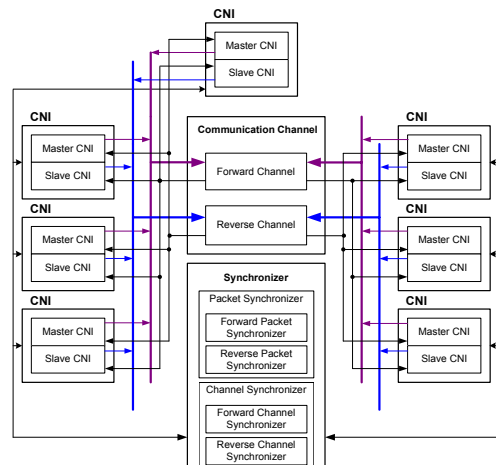 CNI
Master CNI
Slave CNI
CNI
Master CNI
Slave CNI
CNI
Master CNI
Slave CNI
CNI
Master CNI
Slave CNI
Communication Channel
Forward Channel
Reverse Channel
Synchronizer
Packet Synchronizer
Forward Packet
Synchronizer
Reverse Packet
Synchronizer
Channel Synchronizer
Forward Channel
Synchronizer
Reverse Channel
Synchronizer
CNI
Master CNI
Slave CNI
CNI
Master CNI
Slave CNI
CNI
Master CNI
Slave CNI